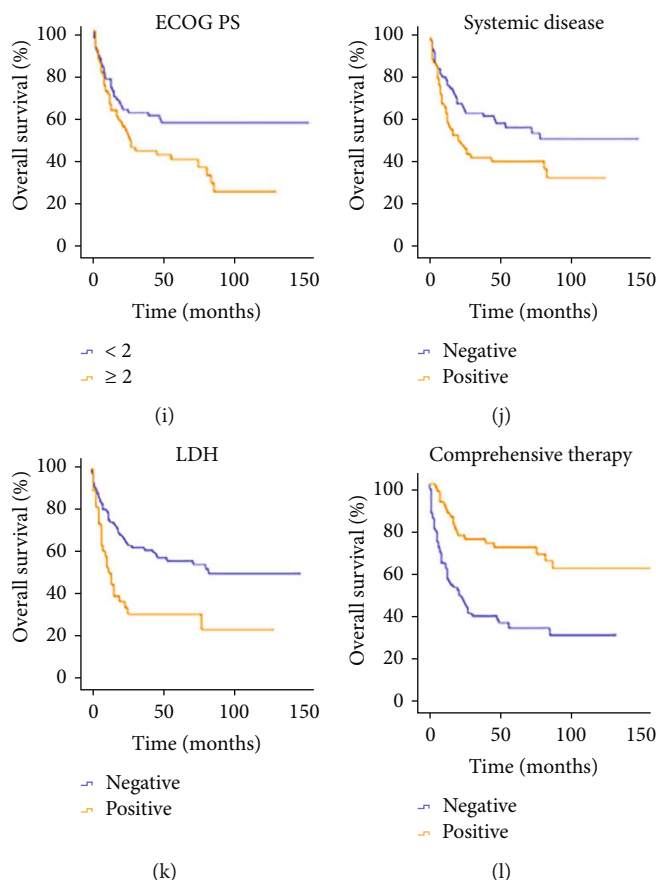 ECOG PS
Overall survival (%)
100
80
60
40
20
0
0 50 100 150
Time (months)
< 2
≥ 2
(i)
Systemic disease
Overall survival (%)
100
80
60
40
20
0
0 50 100 150
Time (months)
Negative
Positive
(j)
LDH
Overall survival (%)
100
80
60
40
20
0
0 50 100 150
Time (months)
Negative
Positive
(k)
Comprehensive therapy
Overall survival (%)
100
80
60
40
20
0
0 50 100 150
Time (months)
Negative
Positive
(l)